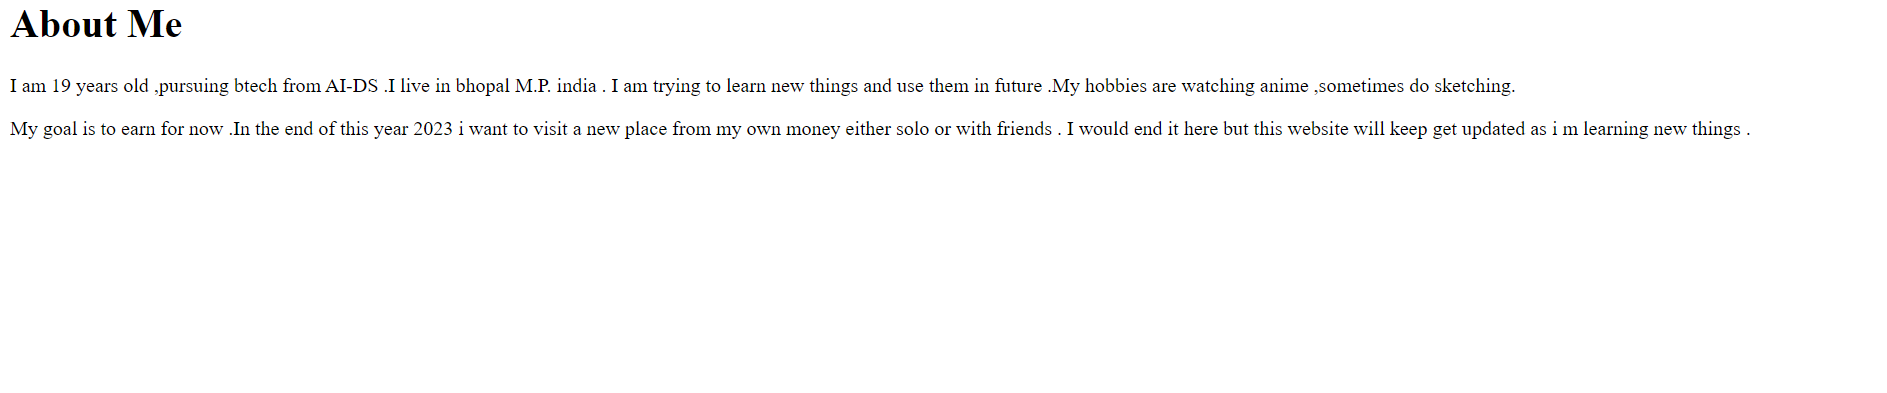 About Me
I am 19 years old ,pursuing btech from AI-DS .I live in bhopal M.P. india . I am trying to learn new things and use them in future .My hobbies are watching anime ,sometimes do sketching.
My goal is to earn for now .In the end of this year 2023 i want to visit a new place from my own money either solo or with friends . I would end it here but this website will keep get updated as i m learning new things .